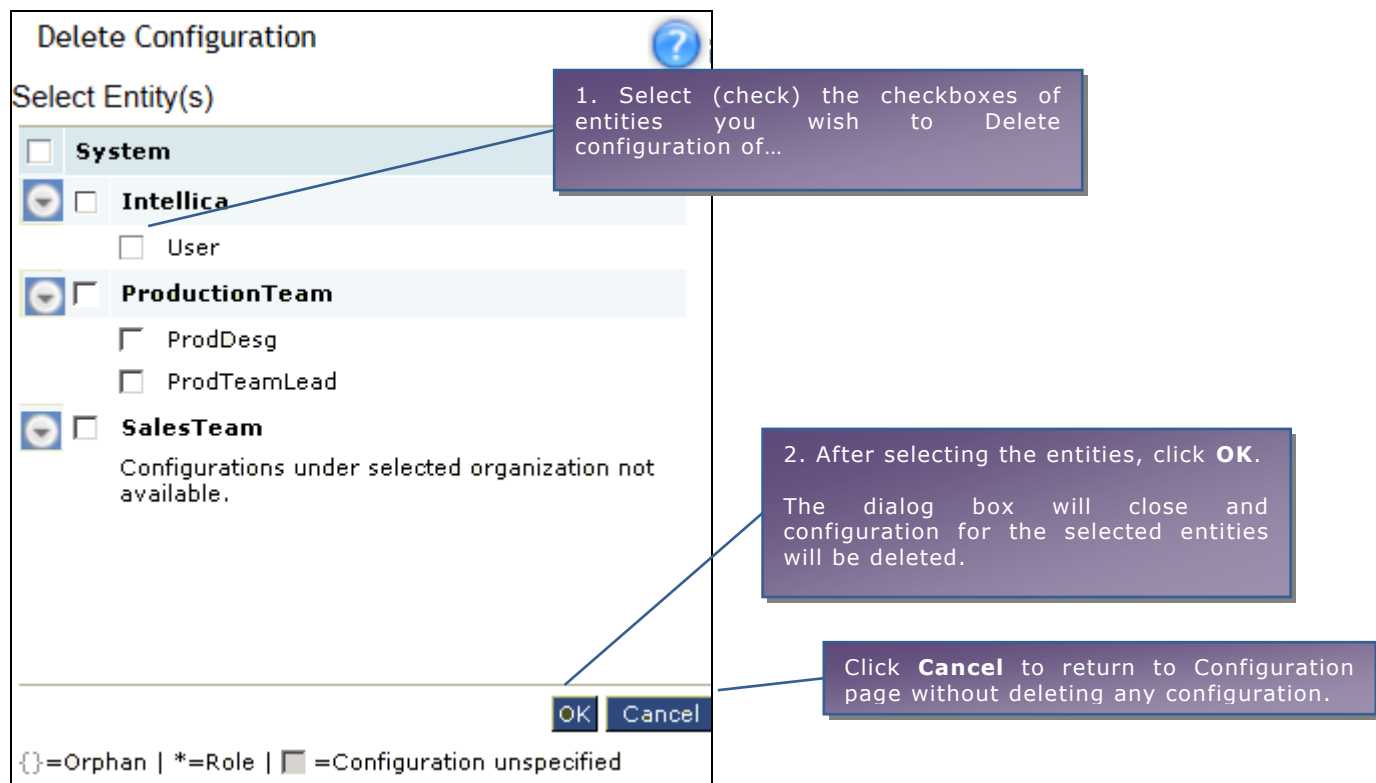 Delete Configuration
?
Select Entity(s)
1. Select (check) the checkboxes of
entities you wish to Delete
configuration of…
System
Intellica
User
ProductionTeam
ProdDesg
ProdTeamLead
SalesTeam
Configurations under selected organization not
available.
2. After selecting the entities, click OK.
The dialog box will close and
configuration for the selected entities
will be deleted.
Click Cancel to return to Configuration
page without deleting any configuration.
OK Cancel
{}=Orphan | *=Role | =Configuration unspecified